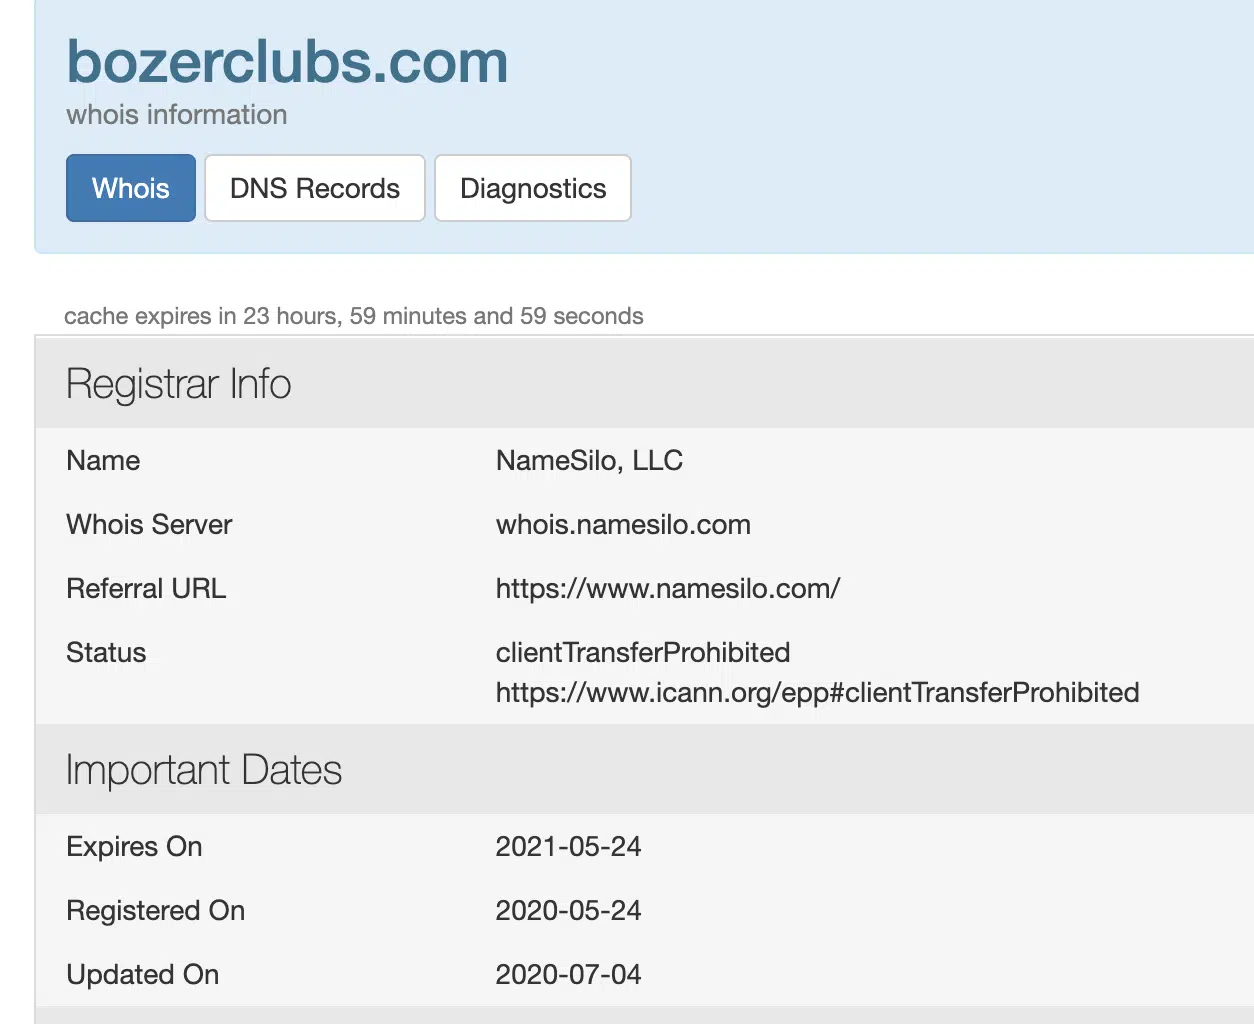 bozerclubs.com
whois information
Whois DNS Records Diagnostics
cache expires in 23 hours, 59 minutes and 59 seconds
Registrar Info
Name NameSilo, LLC
Whois Server whois.namesilo.com
Referral URL https://www.namesilo.com/
Status clientTransferProhibited
https://www.icann.org/epp#clientTransferProhibited
Important Dates
Expires On 2021-05-24
Registered On 2020-05-24
Updated On 2020-07-04